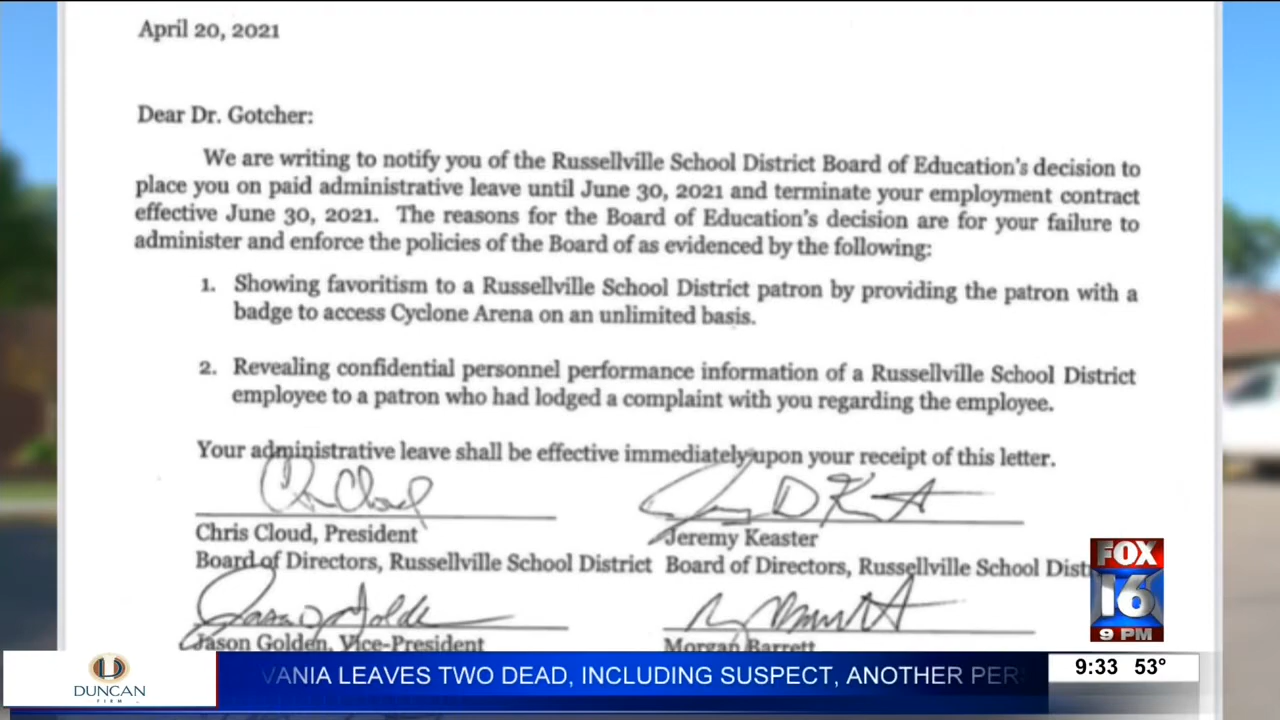 April 20, 2021
Dear Dr. Gotcher:
We are writing to notify you of the Russellville School District Board of Education's decision to
place you on paid administrative leave until June 30, 2021 and terminate your employment contract
effective June 30, 2021. The reasons for the Board of Education's decision are for your failure to
administer and enforce the policies of the Board of as evidenced by the following:
1. Showing favoritism to a Russellville School District patron by providing the patron with a
badge to access Cyclone Arena on an unlimited basis.
2. Revealing confidential personnel performance information of a Russellville School District
employee to a patron who had lodged a complaint with you regarding the employee.
Your administrative leave shall be effective immediately upon your receipt of this letter.
Chris Cloud, President
Board of Directors, Russellville School District
Jeremy Keaster
Board of Directors, Russellville School Dist
Jason Golden, Vice-President
Morgan Barrett
FOX
16
9 PM
DUNCAN
FIRM
VANIA LEAVES TWO DEAD, INCLUDING SUSPECT, ANOTHER PER
9:33 53°